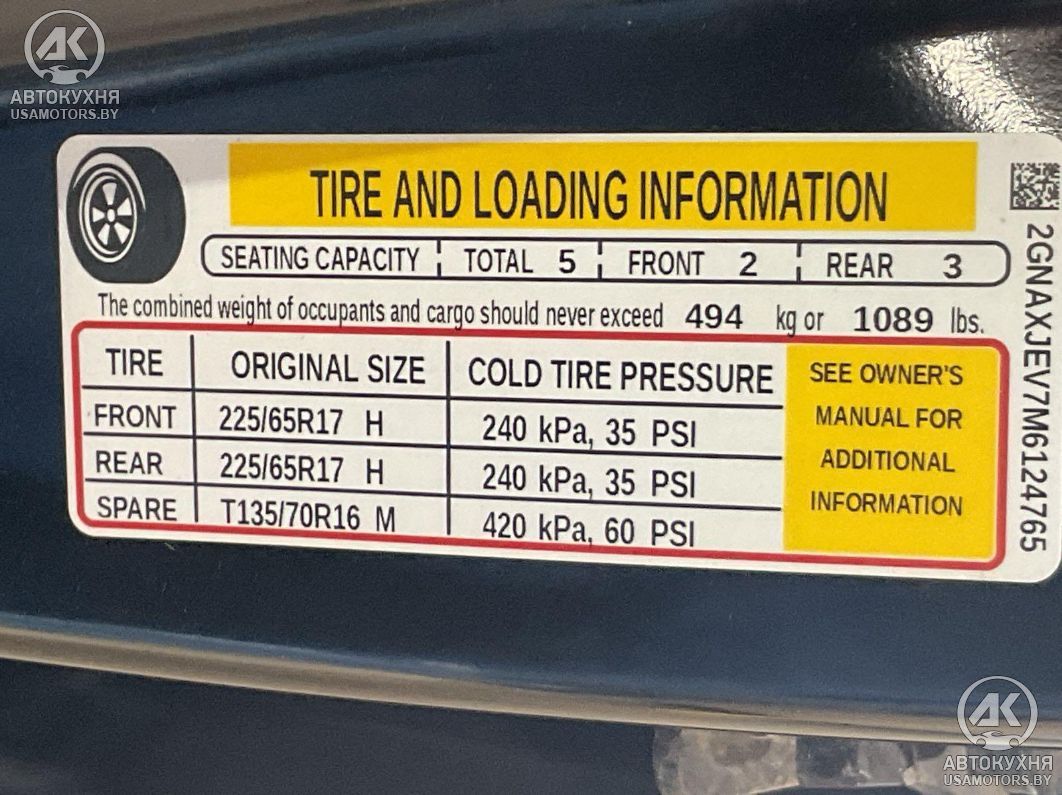 АК
АВТОКУХНЯ
USAMOTORS.BY
TIRE AND LOADING INFORMATION
SEATING CAPACITY TOTAL 5 FRONT 2 REAR 3
The combined weight of occupants and cargo should never exceed 494 kg or 1089 lbs.
TIRE ORIGINAL SIZE COLD TIRE PRESSURE
FRONT 225/65R17 H 240 kPa, 35 PSI
REAR 225/65R17 H 240 kPa, 35 PSI
SPARE T135/70R16 M 420 kPa, 60 PSI
SEE OWNER'S
MANUAL FOR
ADDITIONAL
INFORMATION
2GNAXJEV7M6124765
АК
АВТОКУХНЯ
USAMOTORS.BY